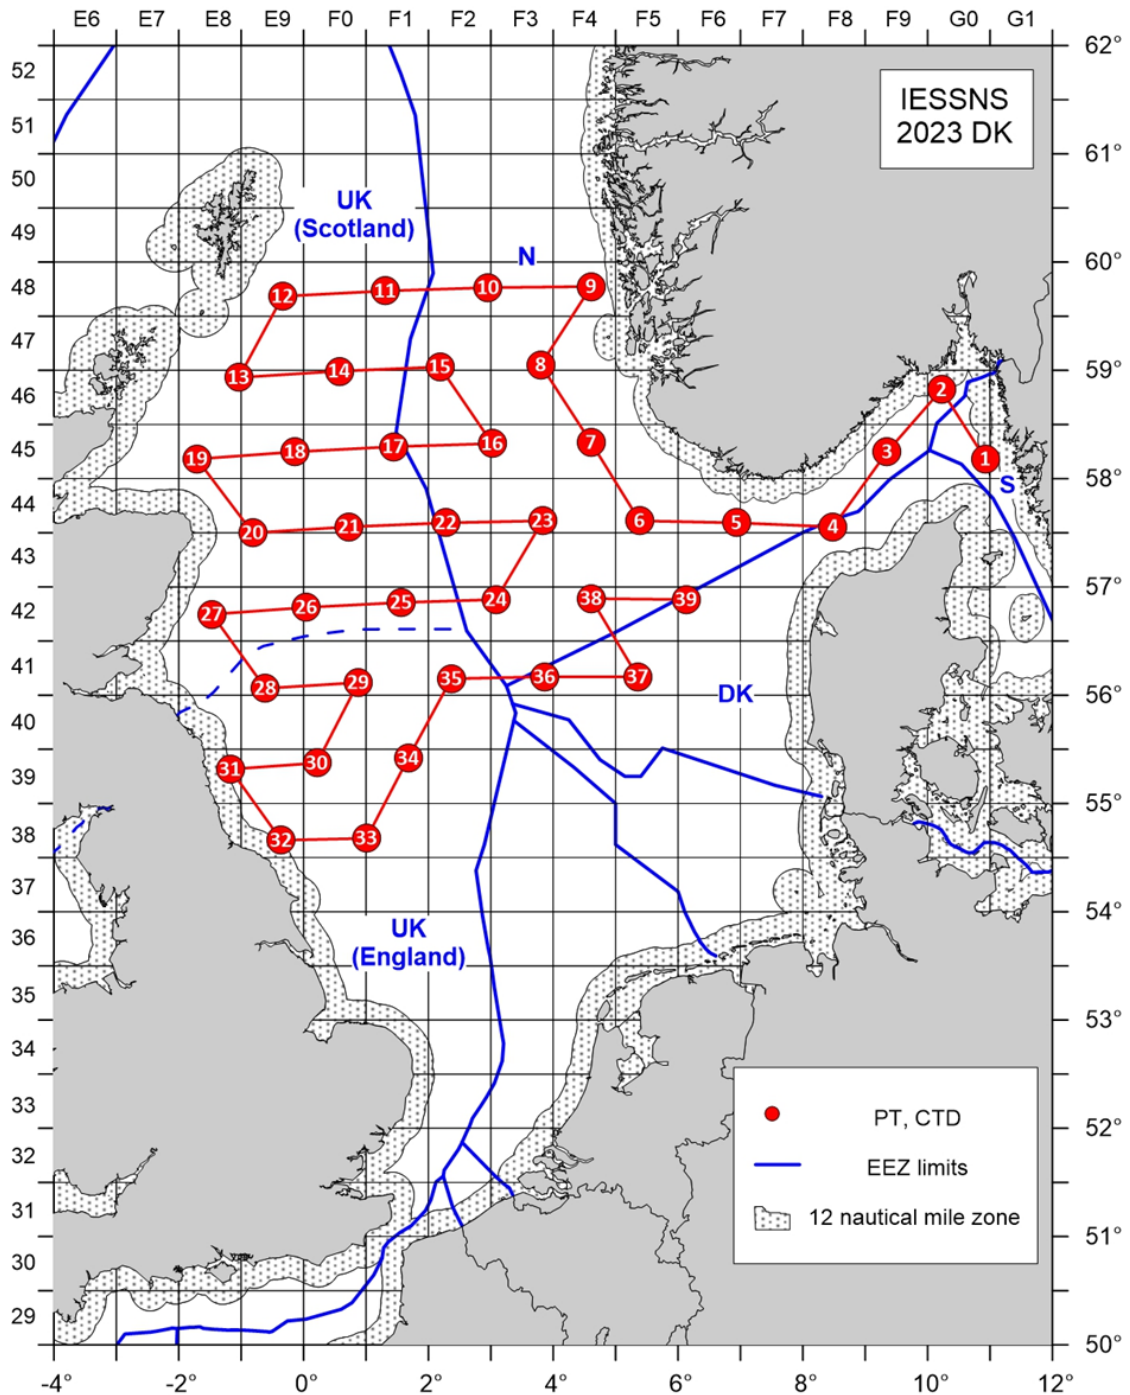 E6 E7 E8 E9 F0 F1 F2 F3 F4 F5 F6 F7 F8 F9 G0 G1
52
62°
IESSNS
2023 DK
51
61°
50
UK
(Scotland)
49
N
60°
48
12 11 10 9
47
13 14 15 8
59°
46
2
45
19 18 17 16 7 3 1
58°
S
44
20 21 22 23 6 5 4
43
57°
42
27 26 25 24 38 39
41
28 29 35 36 37
DK
56°
40
31 30 34
39
55°
38
32 33
37
54°
UK
(England)
36
35
53°
34
33
PT, CTD
52°
32
EEZ limits
31
12 nautical mile zone
51°
30
29
50°
-4° -2° 0° 2° 4° 6° 8° 10° 12°